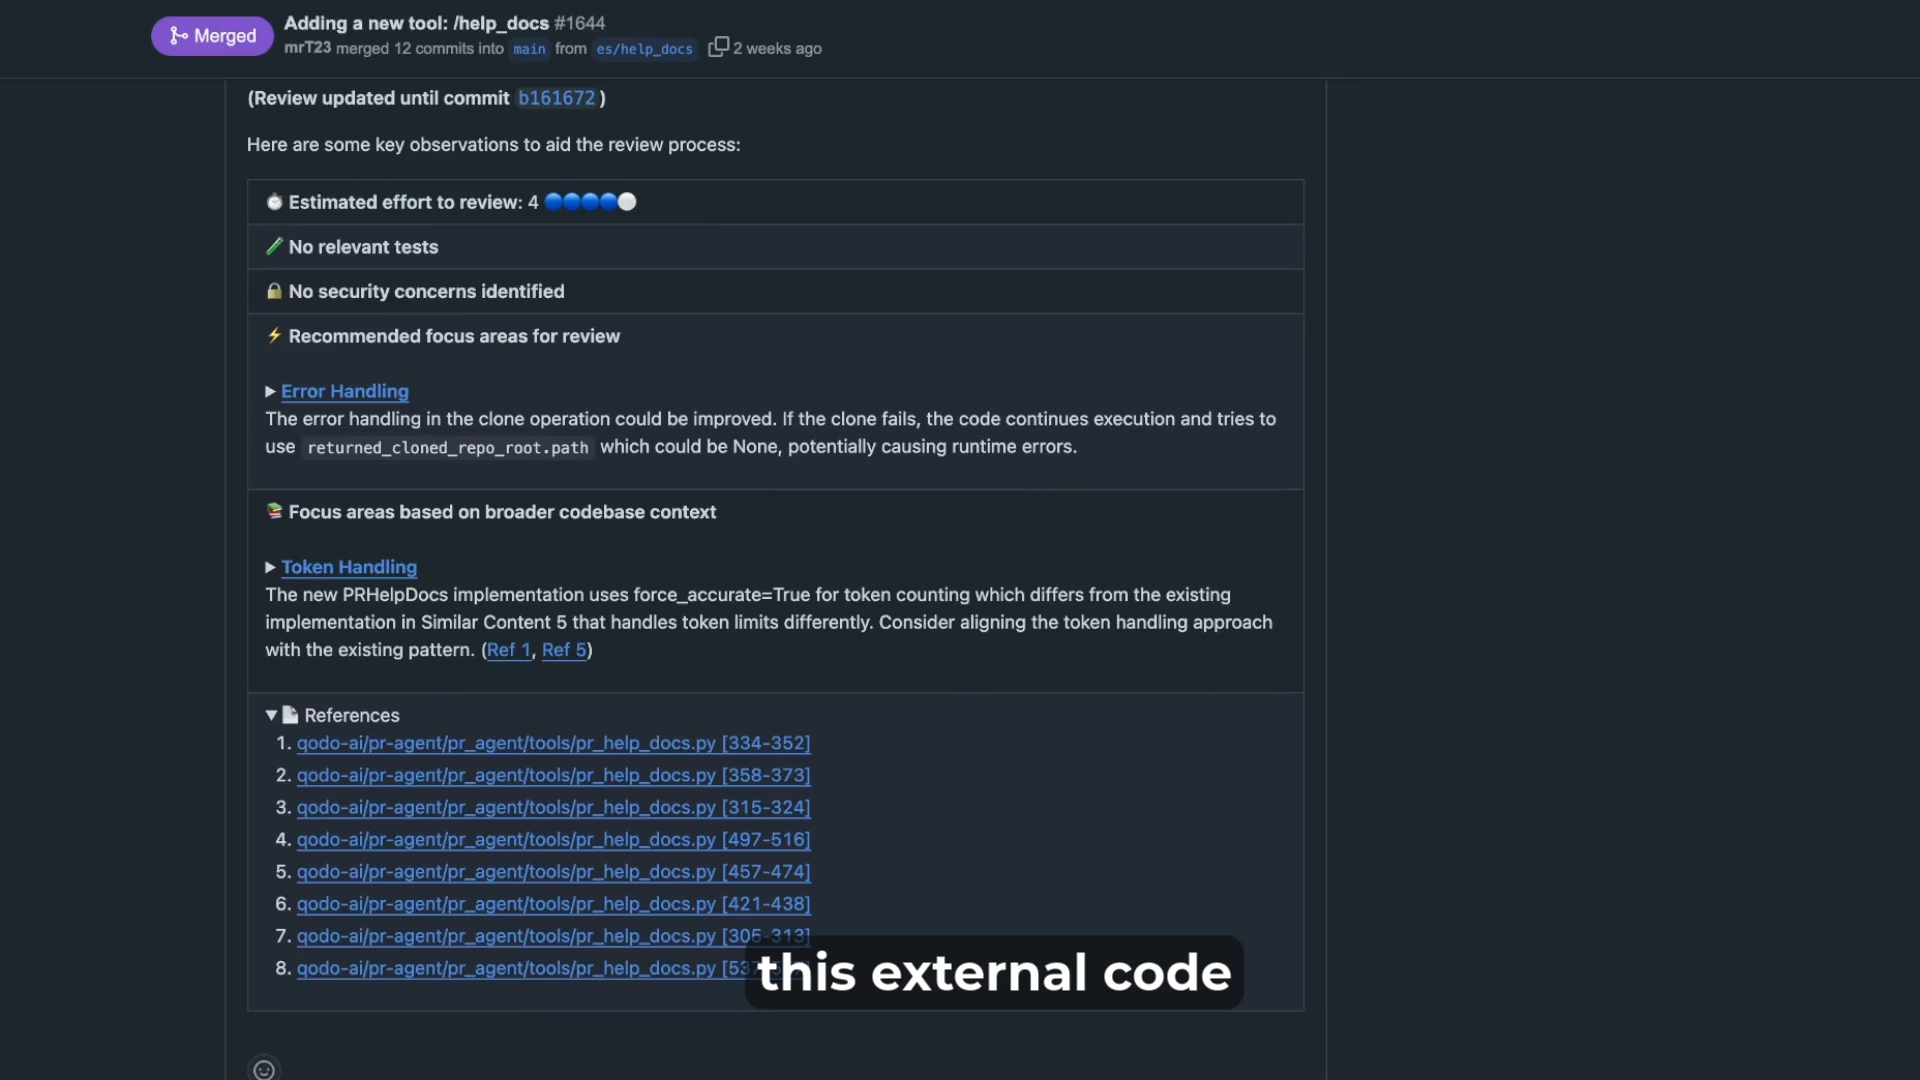 Merged
Adding a new tool: /help_docs #1644
mrT23 merged 12 commits into main from es/help_docs 2 weeks ago
(Review updated until commit b161672)
Here are some key observations to aid the review process:
Estimated effort to review: 4
No relevant tests
No security concerns identified
Recommended focus areas for review
Error Handling
The error handling in the clone operation could be improved. If the clone fails, the code continues execution and tries to
use returned_cloned_repo_root.path which could be None, potentially causing runtime errors.
Focus areas based on broader codebase context
Token Handling
The new PRHelpDocs implementation uses force_accurate=True for token counting which differs from the existing
implementation in Similar Content 5 that handles token limits differently. Consider aligning the token handling approach
with the existing pattern. (Ref 1, Ref 5)
References
1. qodo-ai/pr-agent/pr_agent/tools/pr_help_docs.py [334-352]
2. qodo-ai/pr-agent/pr_agent/tools/pr_help_docs.py [358-373]
3. qodo-ai/pr-agent/pr_agent/tools/pr_help_docs.py [315-324]
4. qodo-ai/pr-agent/pr_agent/tools/pr_help_docs.py [497-516]
5. qodo-ai/pr-agent/pr_agent/tools/pr_help_docs.py [457-474]
6. qodo-ai/pr-agent/pr_agent/tools/pr_help_docs.py [421-438]
7. qodo-ai/pr-agent/pr_agent/tools/pr_help_docs.py [305-313]
8. qodo-ai/pr-agent/pr_agent/tools/pr_help_docs.py
this external code